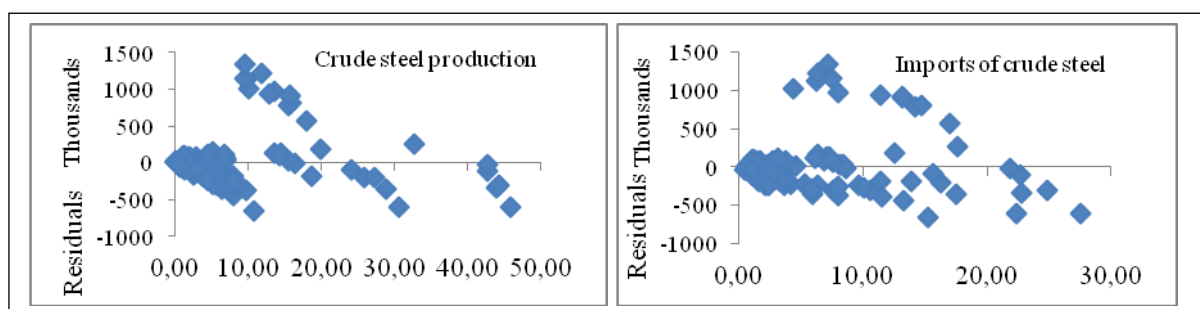 Crude steel production
Residuals Thousands
1500
1000
500
0
-500
-1000
0,00 10,00 20,00 30,00 40,00 50,00
Imports of crude steel
Residuals Thousands
1500
1000
500
0
-500
-1000
0,00 10,00 20,00 30,00